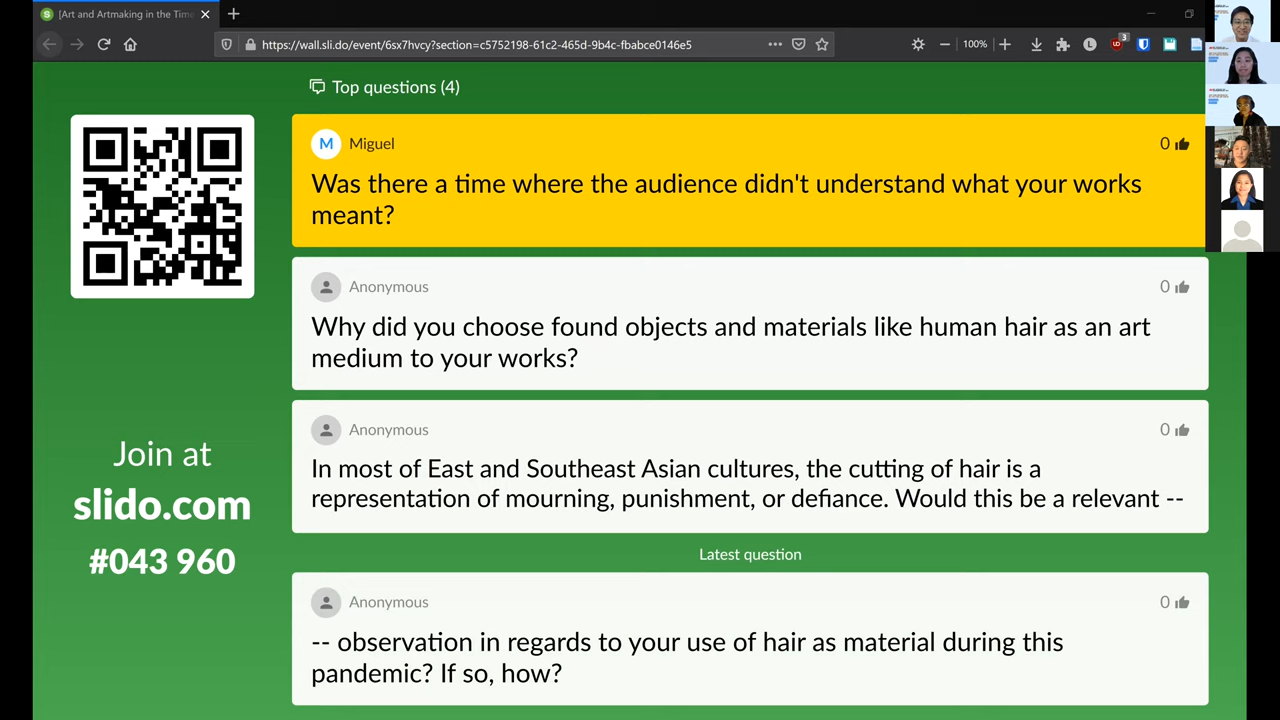 [Art and Artmaking in the Time
https://wall.sli.do/event/6sx7hvcy?section=c5752198-61c2-465d-9b4c-fbabce0146e5
100%
3
Top questions (4)
M Miguel
0
Was there a time where the audience didn't understand what your works
meant?
Anonymous
0
Why did you choose found objects and materials like human hair as an art
medium to your works?
Anonymous
0
In most of East and Southeast Asian cultures, the cutting of hair is a
representation of mourning, punishment, or defiance. Would this be a relevant --
Latest question
Anonymous
0
-- observation in regards to your use of hair as material during this
pandemic? If so, how?
Join at
slido.com
#043 960